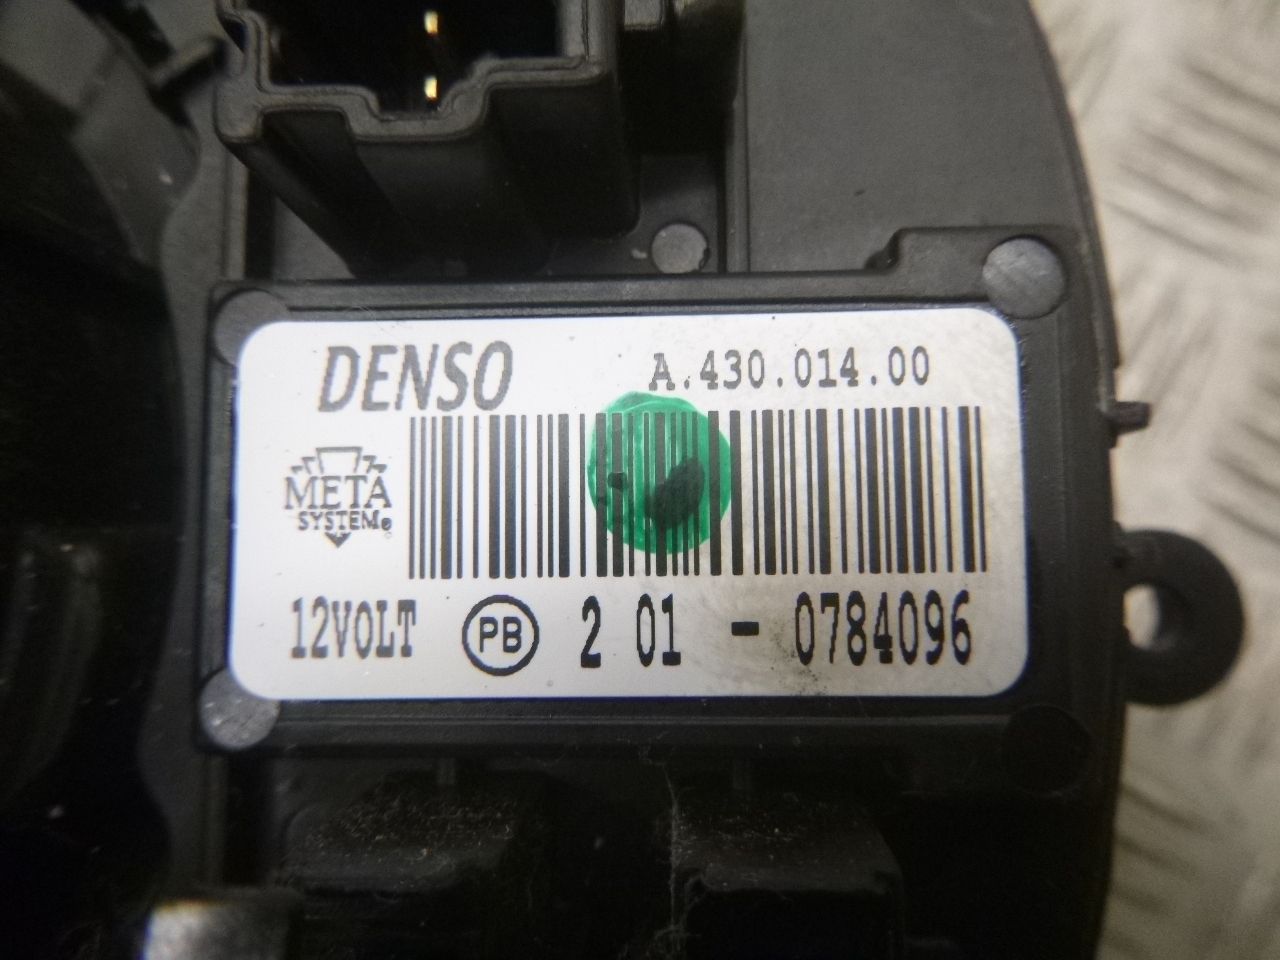 DENSO A.430.014.00
META
SYSTEM
12VOLT PB 2 01 - 0784096